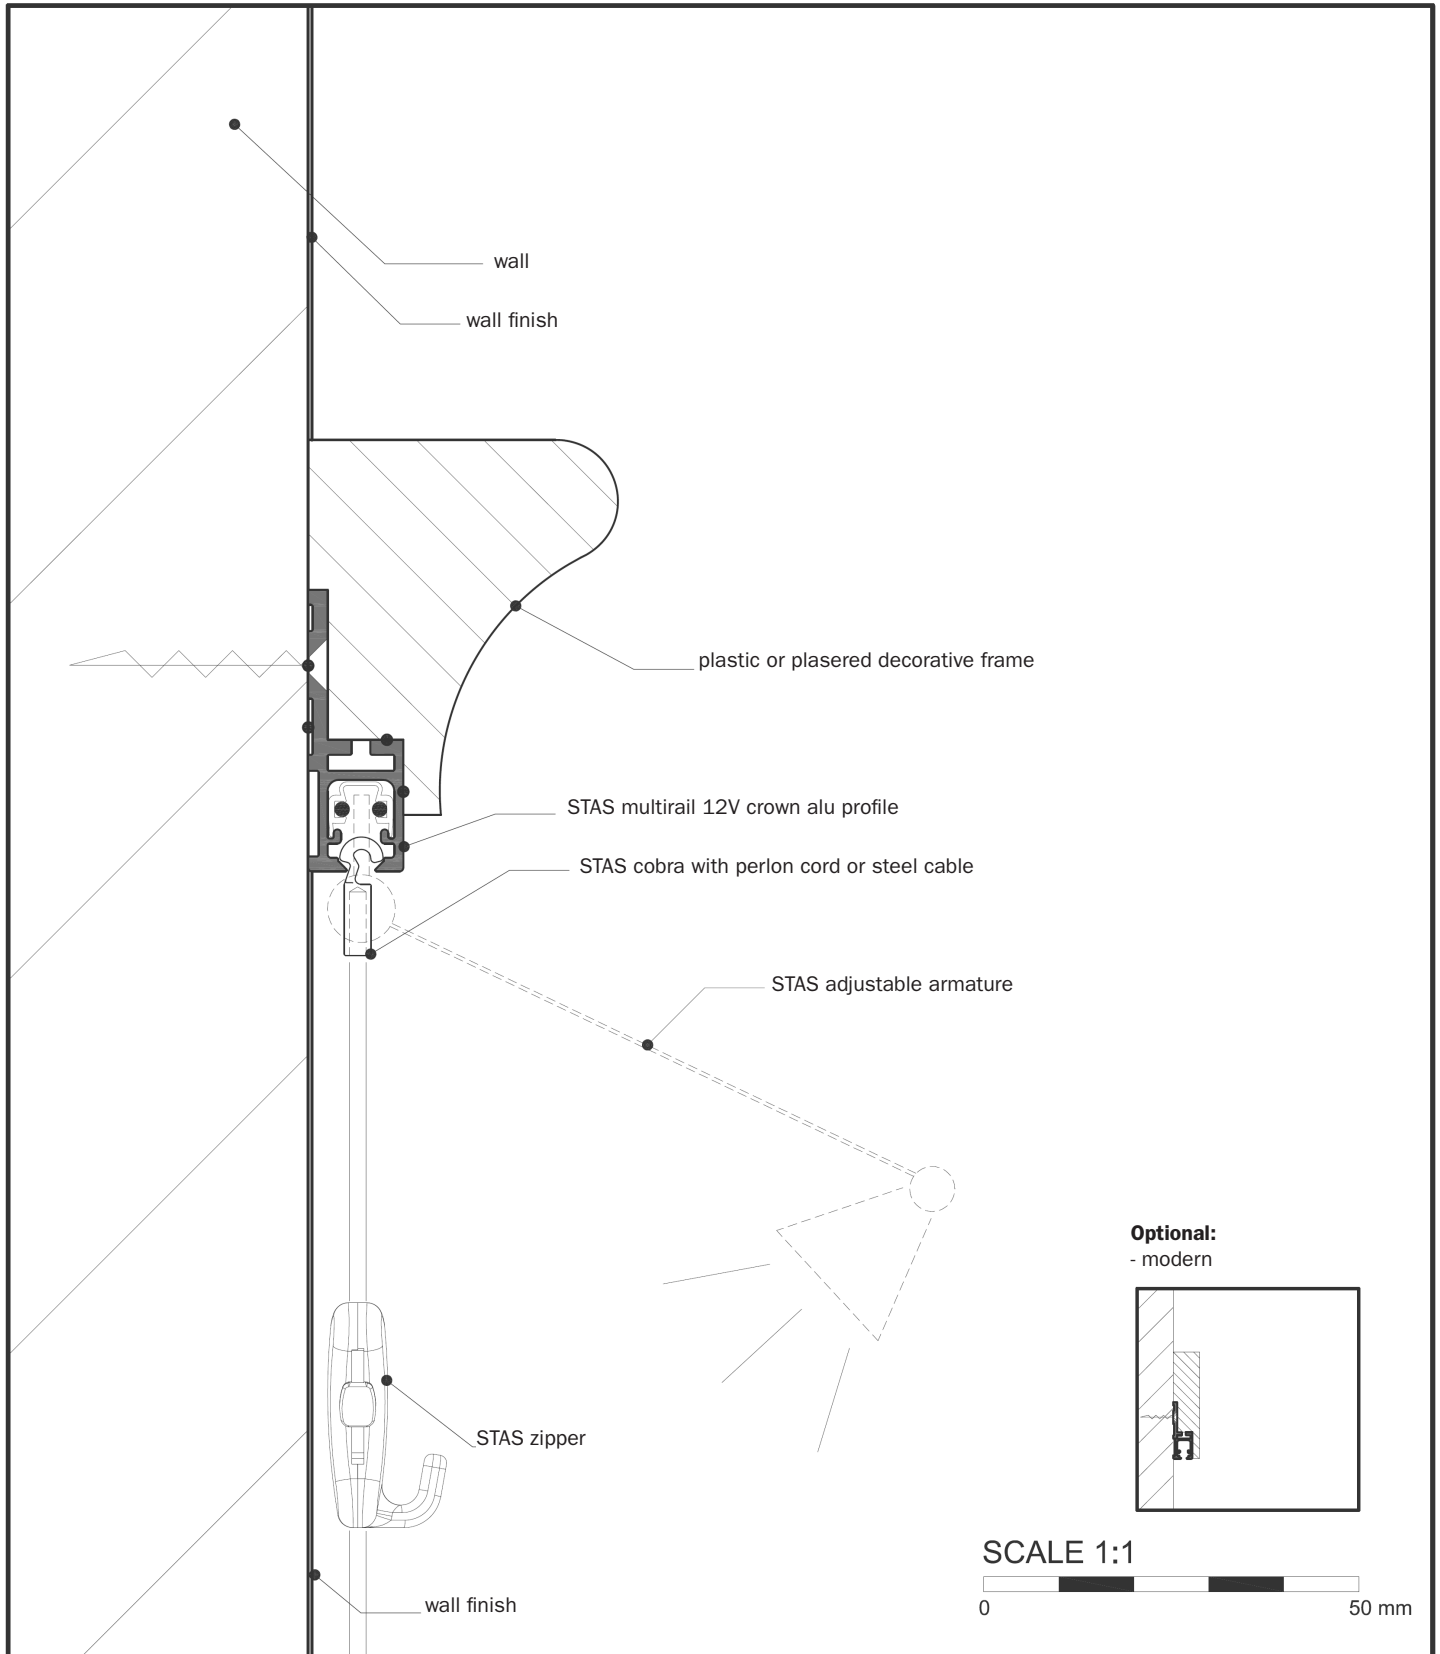 wall
wall finish
plastic or plasered decorative frame
STAS multirail 12V crown alu profile
STAS cobra with perlon cord or steel cable
STAS adjustable armature
Optional:
- modern
STAS zipper
SCALE 1:1
0 50 mm
wall finish